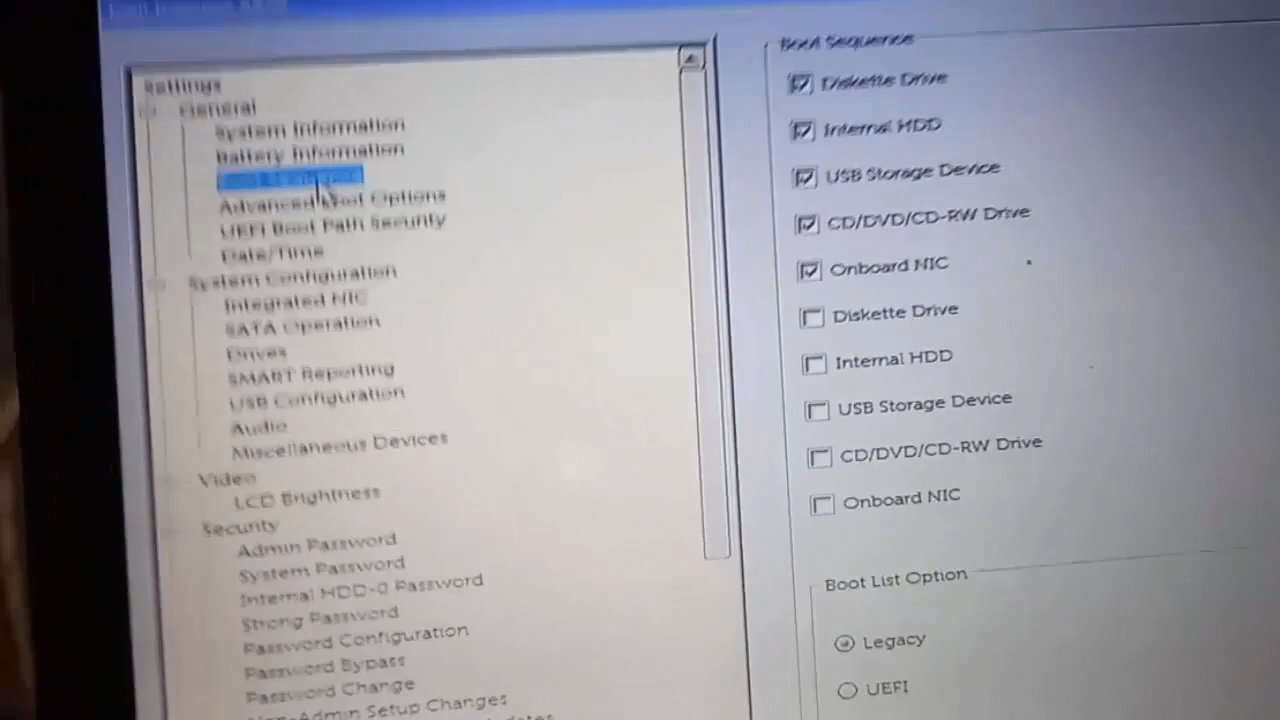 Settings
General
System Information
Battery Information
Advanced Boot Options
UEFI Boot Path Security
Date/Time
System Configuration
Integrated NIC
SATA Operation
Drives
SMART Reporting
USB Configuration
Audio
Miscellaneous Devices
Video
LCD Brightness
Security
Admin Password
System Password
Internal HDD-0 Password
Strong Password
Password Configuration
Password Bypass
Password Change
Non-Admin Setup Changes
Boot Sequence
Diskette Drive
Internal HDD
USB Storage Device
CD/DVD/CD-RW Drive
Onboard NIC
Diskette Drive
Internal HDD
USB Storage Device
CD/DVD/CD-RW Drive
Onboard NIC
Boot List Option
Legacy
UEFI